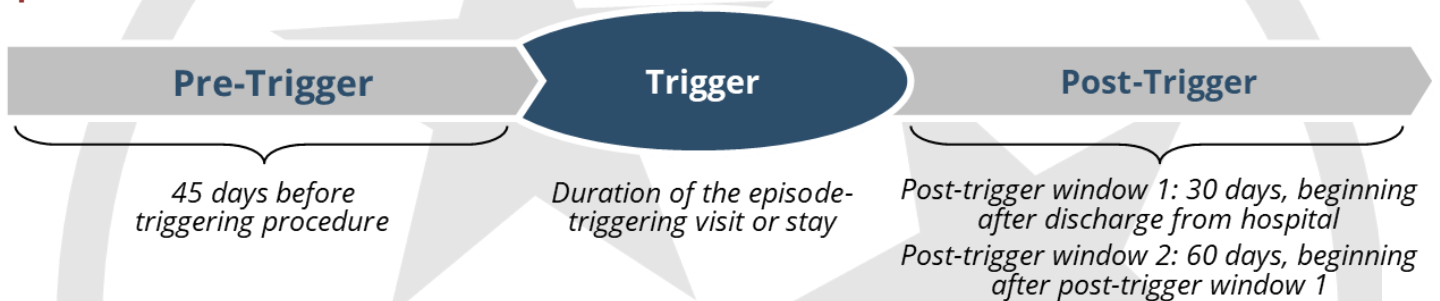 Pre-Trigger
Trigger
Post-Trigger
45 days before
triggering procedure
Duration of the episode-
triggering visit or stay
Post-trigger window 1: 30 days, beginning
after discharge from hospital
Post-trigger window 2: 60 days, beginning
after post-trigger window 1